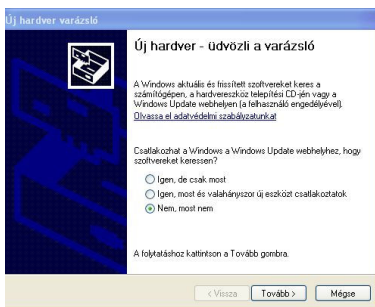 Új hardver varázsló
Új hardver - üdvözli a varázsló
A Windows aktuális és frissített szoftvereket keres a
számítógépen, a hardvereszköz telepítési CD-jén vagy a
Windows Update webhelyen (a felhasználó engedélyével).
Olvassa el adatvédelmi szabályzatunkat
Csatlakozhat a Windows a Windows Update webhelyhez, hogy
szoftvereket keressen?
Igen, de csak most
Igen, most és valahányszor új eszközt csatlakoztatok
Nem, most nem
A folytatáshoz kattintson a Tovább gombra.
< Vissza Tovább > Mégse